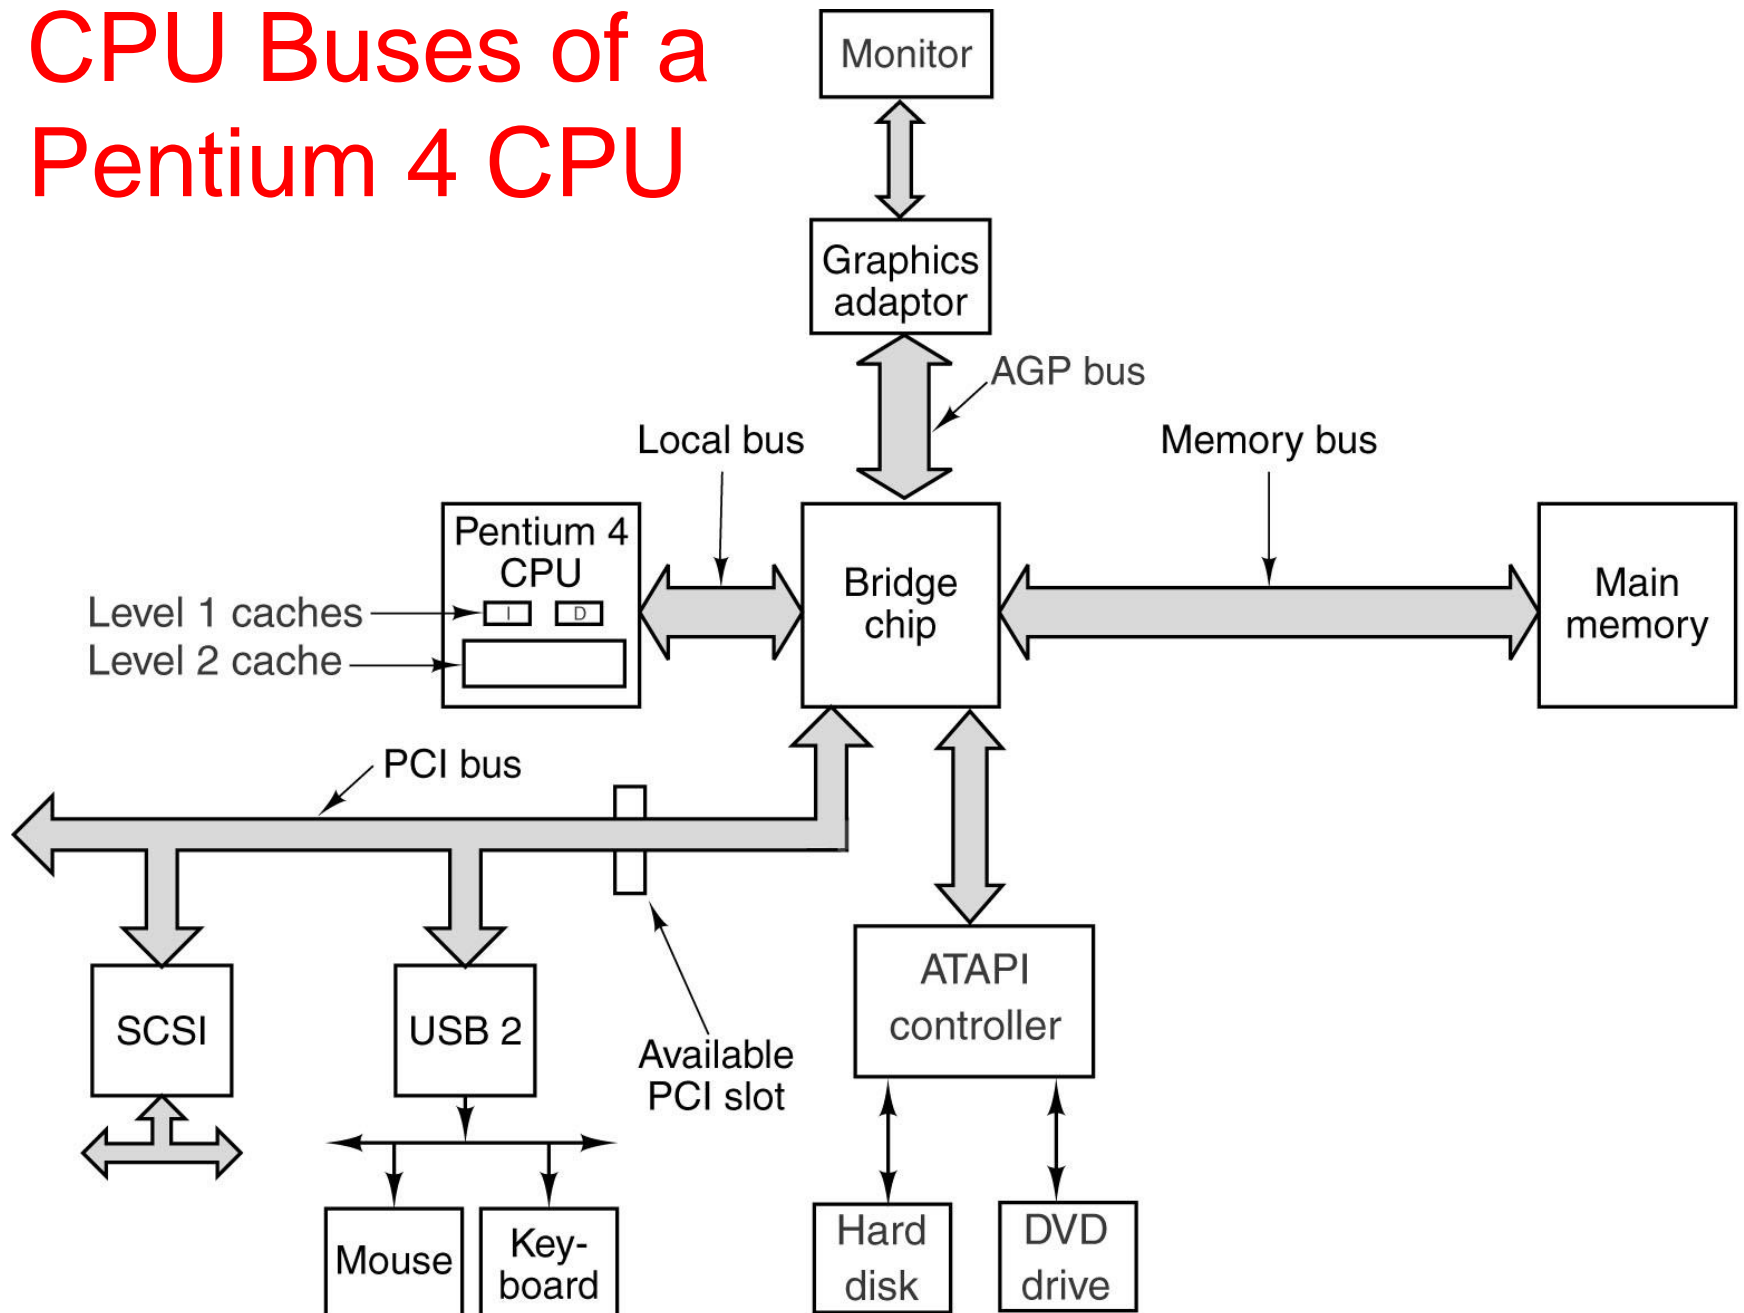 CPU Buses of a
Pentium 4 CPU
Monitor
Graphics
adaptor
AGP bus
Local bus
Memory bus
Pentium 4
CPU
I
D
Level 1 caches
Level 2 cache
Bridge
chip
Main
memory
PCI bus
SCSI
USB 2
Available
PCI slot
ATAPI
controller
Mouse
Key-
board
Hard
disk
DVD
drive